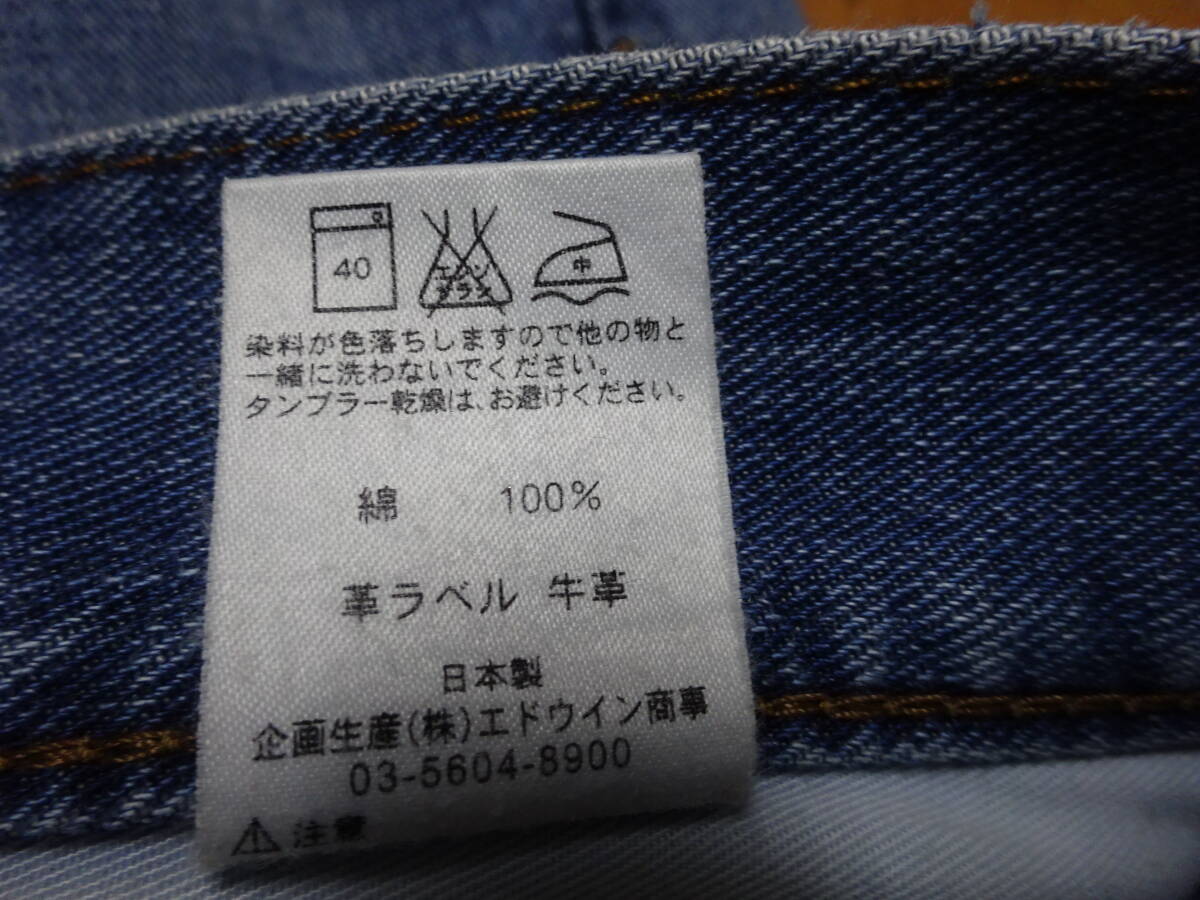 40 エンソ サラシ 中
染料が色落ちしますので他の物と
一緒に洗わないでください。
タンブラー乾燥は、お避けください。
綿 100%
革ラベル 牛革
日本製
企画生産(株)エドウイン商事
03-5604-8900
⚠ 注意